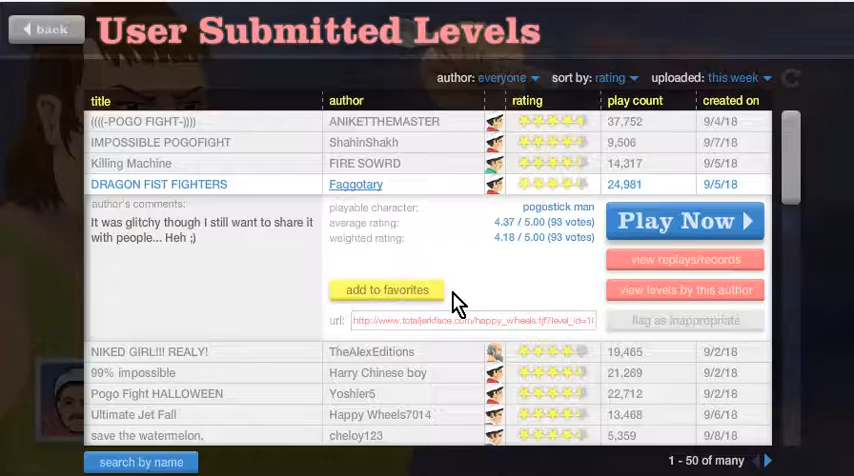 back
User Submitted Levels
author: everyone sort by: rating uploaded: this week
title author rating play count created on
((((-POGO FIGHT-)))) ANIKETTHEMASTER 37,752 9/4/18
IMPOSSIBLE POGOFIGHT ShahinShakh 9,506 9/7/18
Killing Machine FIRE SOWRD 14,317 9/5/18
DRAGON FIST FIGHTERS Faggotary 24,981 9/5/18
author's comments:
It was glitchy though I still want to share it
with people... Heh ;)
playable character: pogostick man
average rating: 4.37 / 5.00 (93 votes)
weighted rating: 4.18 / 5.00 (93 votes)
Play Now
view replays/records
add to favorites
view levels by this author
url: http://www.totaljerkface.com/happy_wheels.tjf?level_id=1
flag as inappropriate
NIKED GIRL!!! REALY! TheAlexEditions 19,465 9/2/18
99% impossible Harry Chinese boy 21,269 9/2/18
Pogo Fight HALLOWEEN Yoshier5 22,712 9/2/18
Ultimate Jet Fall Happy Wheels7014 13,468 9/6/18
save the watermelon. cheloy123 5,359 9/8/18
search by name
1 - 50 of many